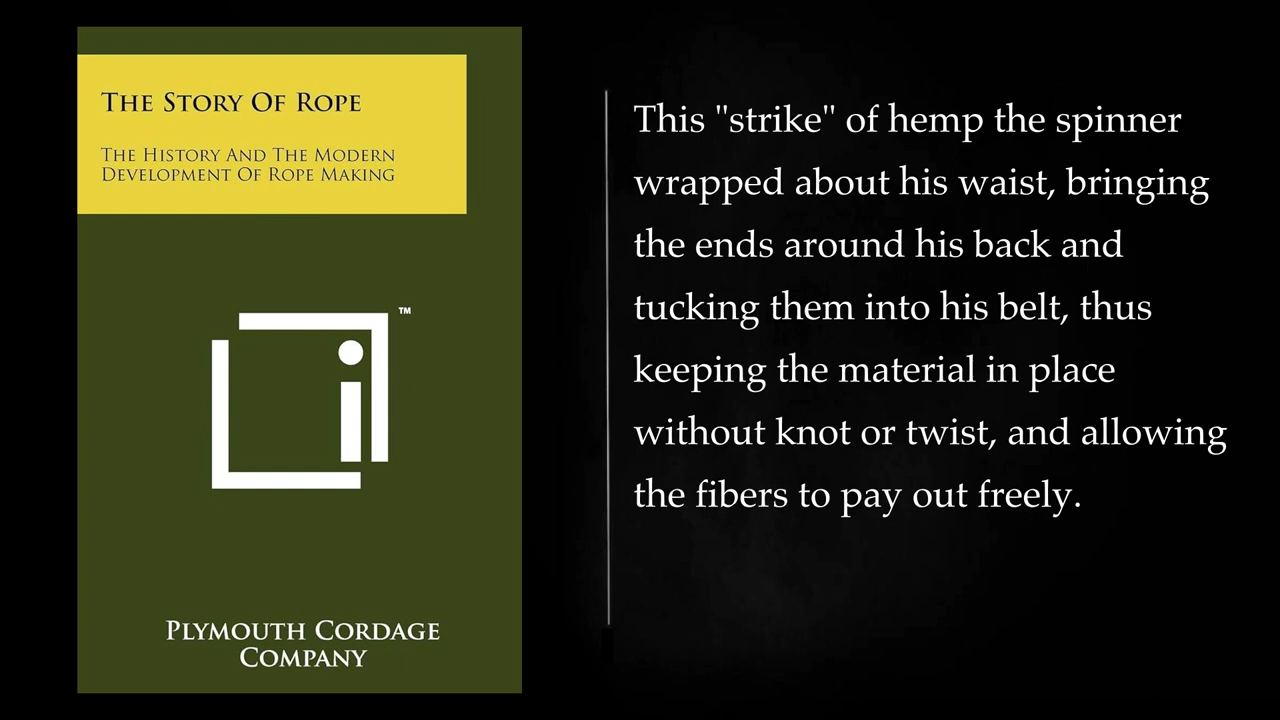 THE STORY OF ROPE
THE HISTORY AND THE MODERN
DEVELOPMENT OF ROPE MAKING
TM
i
PLYMOUTH CORDAGE
COMPANY
This "strike" of hemp the spinner
wrapped about his waist, bringing
the ends around his back and
tucking them into his belt, thus
keeping the material in place
without knot or twist, and allowing
the fibers to pay out freely.